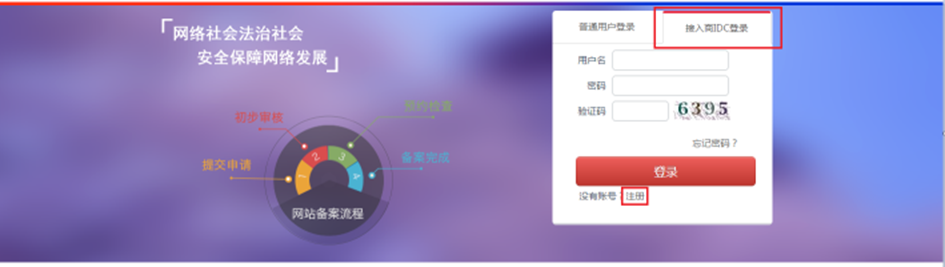 网络社会法治社会
安全保障网络发展
初步审核
预约检查
提交申请
备案完成
1
2
3
4
网站备案流程
普通用户登录
接入商IDC登录
用户名
密码
验证码
6395
忘记密码？
登录
没有账号？注册